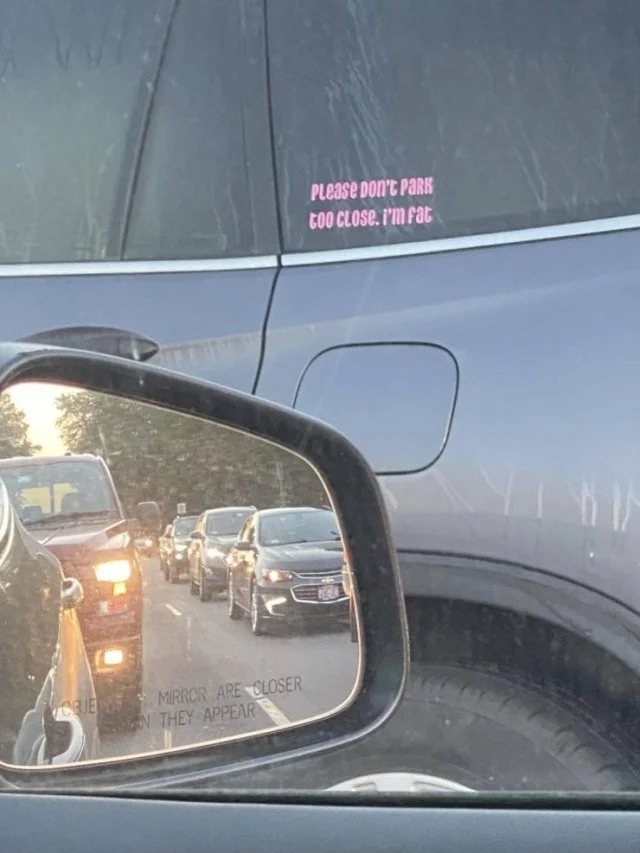 PLease DON'T PARK
TOO CLOSE. I'M FAT
MIRROR ARE CLOSER
THEY APPEAR